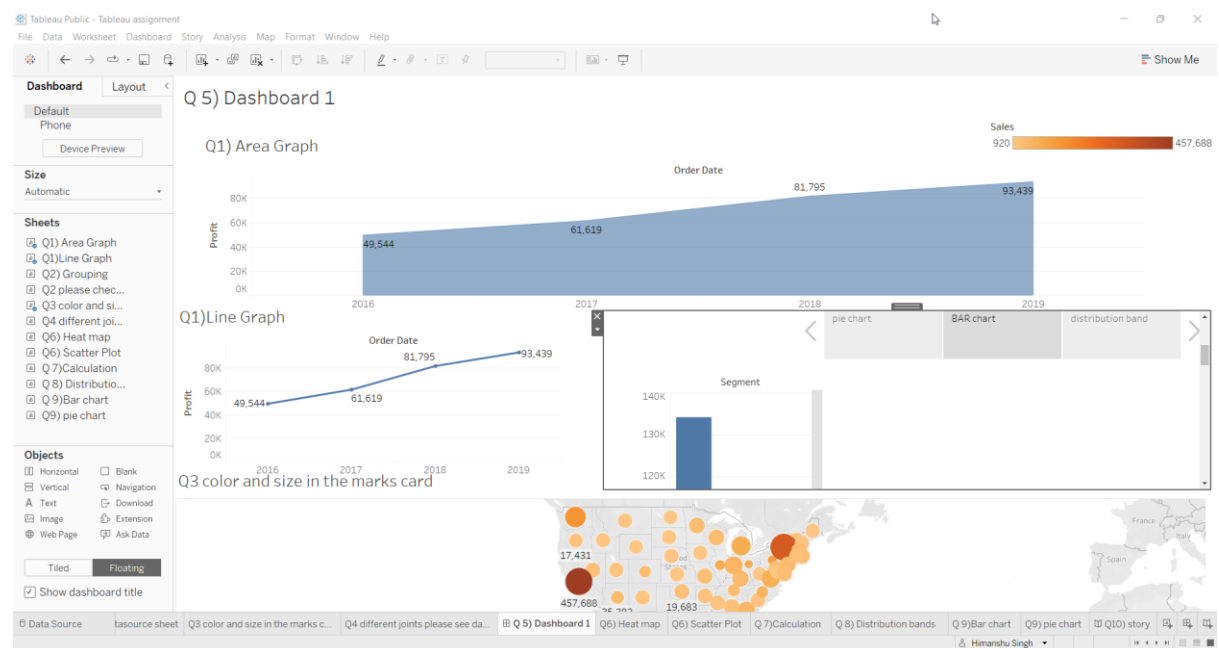 Tableau Public - Tableau assignment
File Data Worksheet Dashboard Story Analysis Map Format Window Help
Show Me
Dashboard Layout
Default
Phone
Device Preview
Size
Automatic
Sheets
Q1) Area Graph
Q1)Line Graph
Q2) Grouping
Q2 please chec...
Q3 color and si...
Q4 different joi...
Q6) Heat map
Q6) Scatter Plot
Q 7)Calculation
Q 8) Distributio...
Q 9)Bar chart
Q9) pie chart
Objects
Horizontal Blank
Vertical Navigation
A Text Download
Image Extension
Web Page Ask Data
Tiled Floating
Show dashboard title
Q 5) Dashboard 1
Sales
920 457,688
Q1) Area Graph
Order Date
Profit
80K
60K
40K
20K
0K
49,544
61,619
81,795
93,439
2016 2017 2018 2019
Q1)Line Graph
Order Date
Profit
80K
60K
40K
20K
0K
49,544
61,619
81,795
93,439
2016 2017 2018 2019
pie chart BAR chart distribution band
Segment
140K
130K
120K
Q3 color and size in the marks card
17,431
457,688
19,683
France
Italy
Spain
Data Source tasource sheet Q3 color and size in the marks c... Q4 different joints please see da... Q 5) Dashboard 1 Q6) Heat map Q6) Scatter Plot Q 7)Calculation Q 8) Distribution bands Q 9)Bar chart Q9) pie chart Q10) story
Himanshu Singh